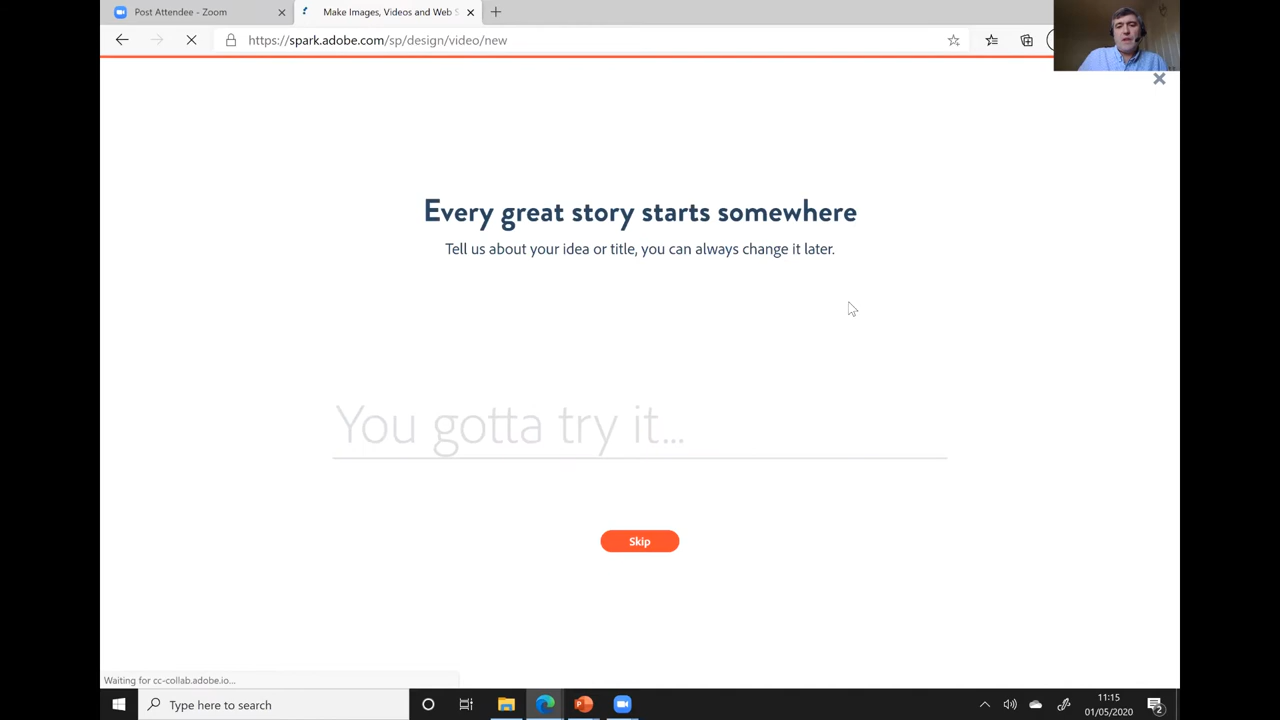 Post Attendee - Zoom
Make Images, Videos and Web S
https://spark.adobe.com/sp/design/video/new
Every great story starts somewhere
Tell us about your idea or title, you can always change it later.
You gotta try it...
Skip
Waiting for cc-collab.adobe.io...
Type here to search
11:15
01/05/2020
2